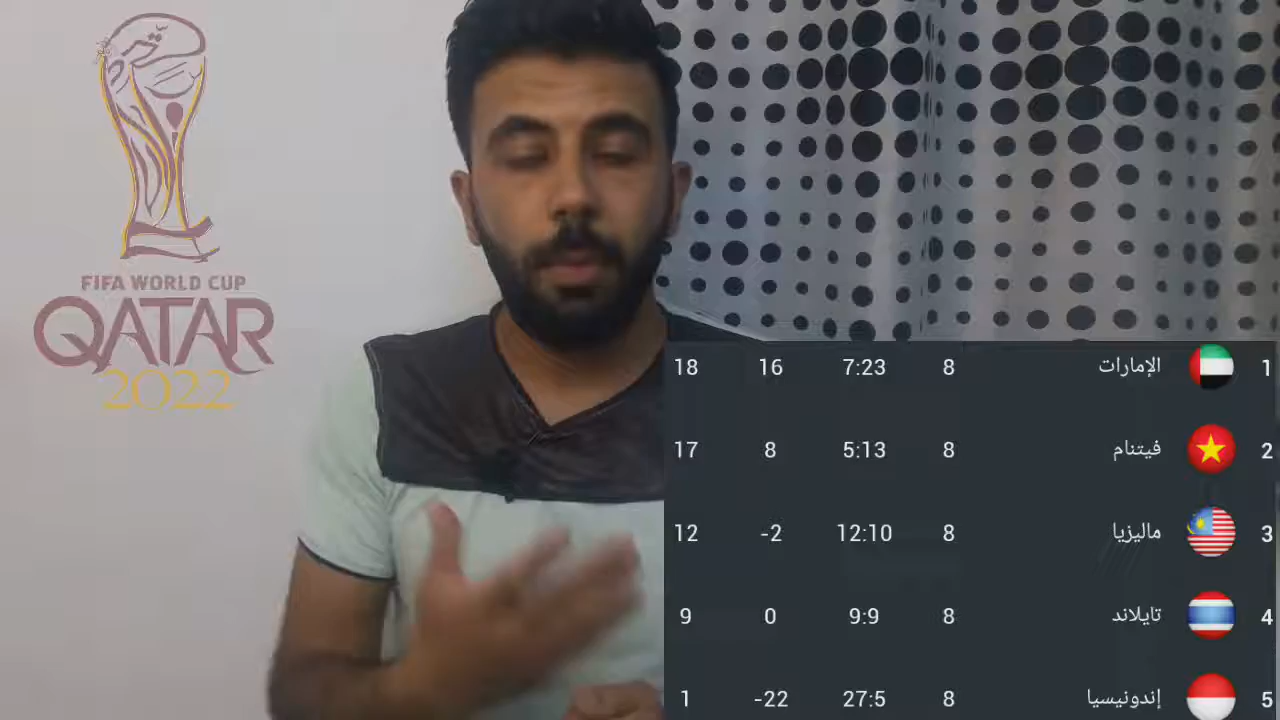 FIFA WORLD CUP
QATAR
2022
1 الإمارات 8 7:23 16 18
2 فيتنام 8 5:13 8 17
3 ماليزيا 8 12:10 -2 12
4 تايلاند 8 9:9 0 9
5 إندونيسيا 8 27:5 -22 1